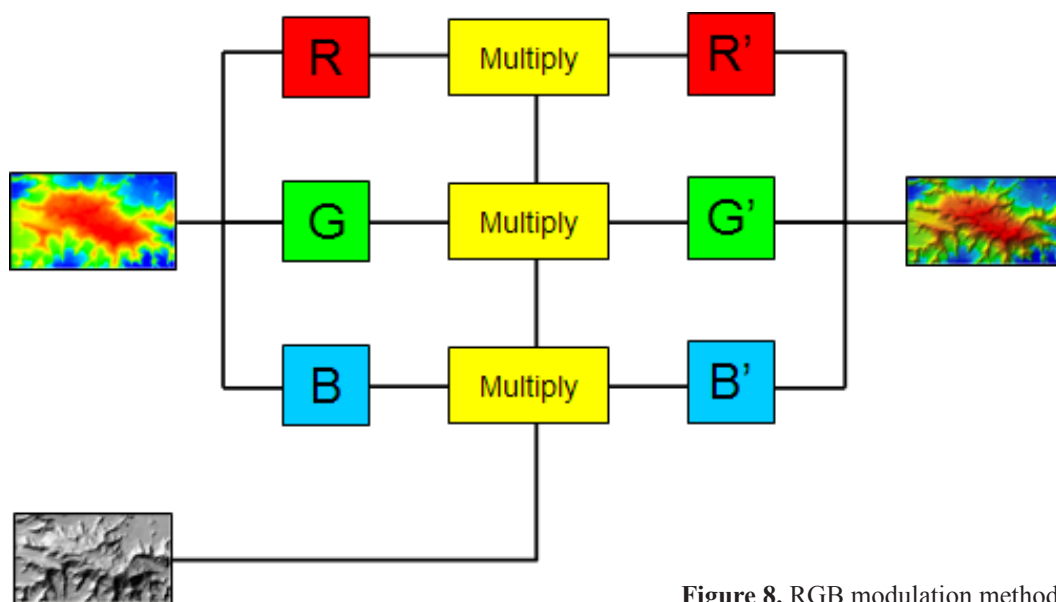 R Multiply R’
G Multiply G’
B Multiply B’
Figure 8. RGB modulation method